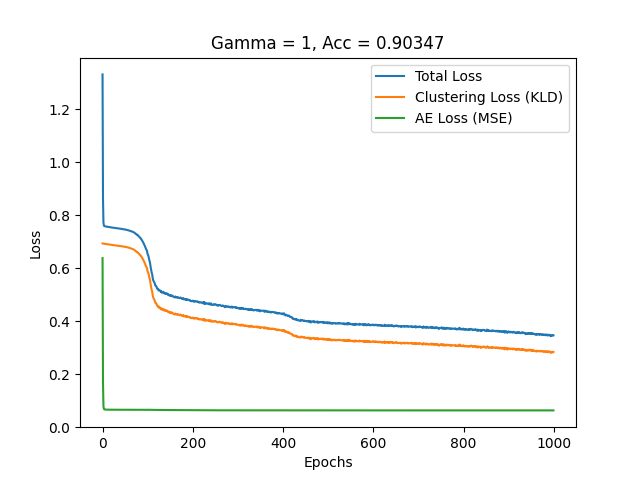 Gamma = 1, Acc = 0.90347
Total Loss
Clustering Loss (KLD)
AE Loss (MSE)
Loss
1.2
1.0
0.8
0.6
0.4
0.2
0.0
0 200 400 600 800 1000
Epochs